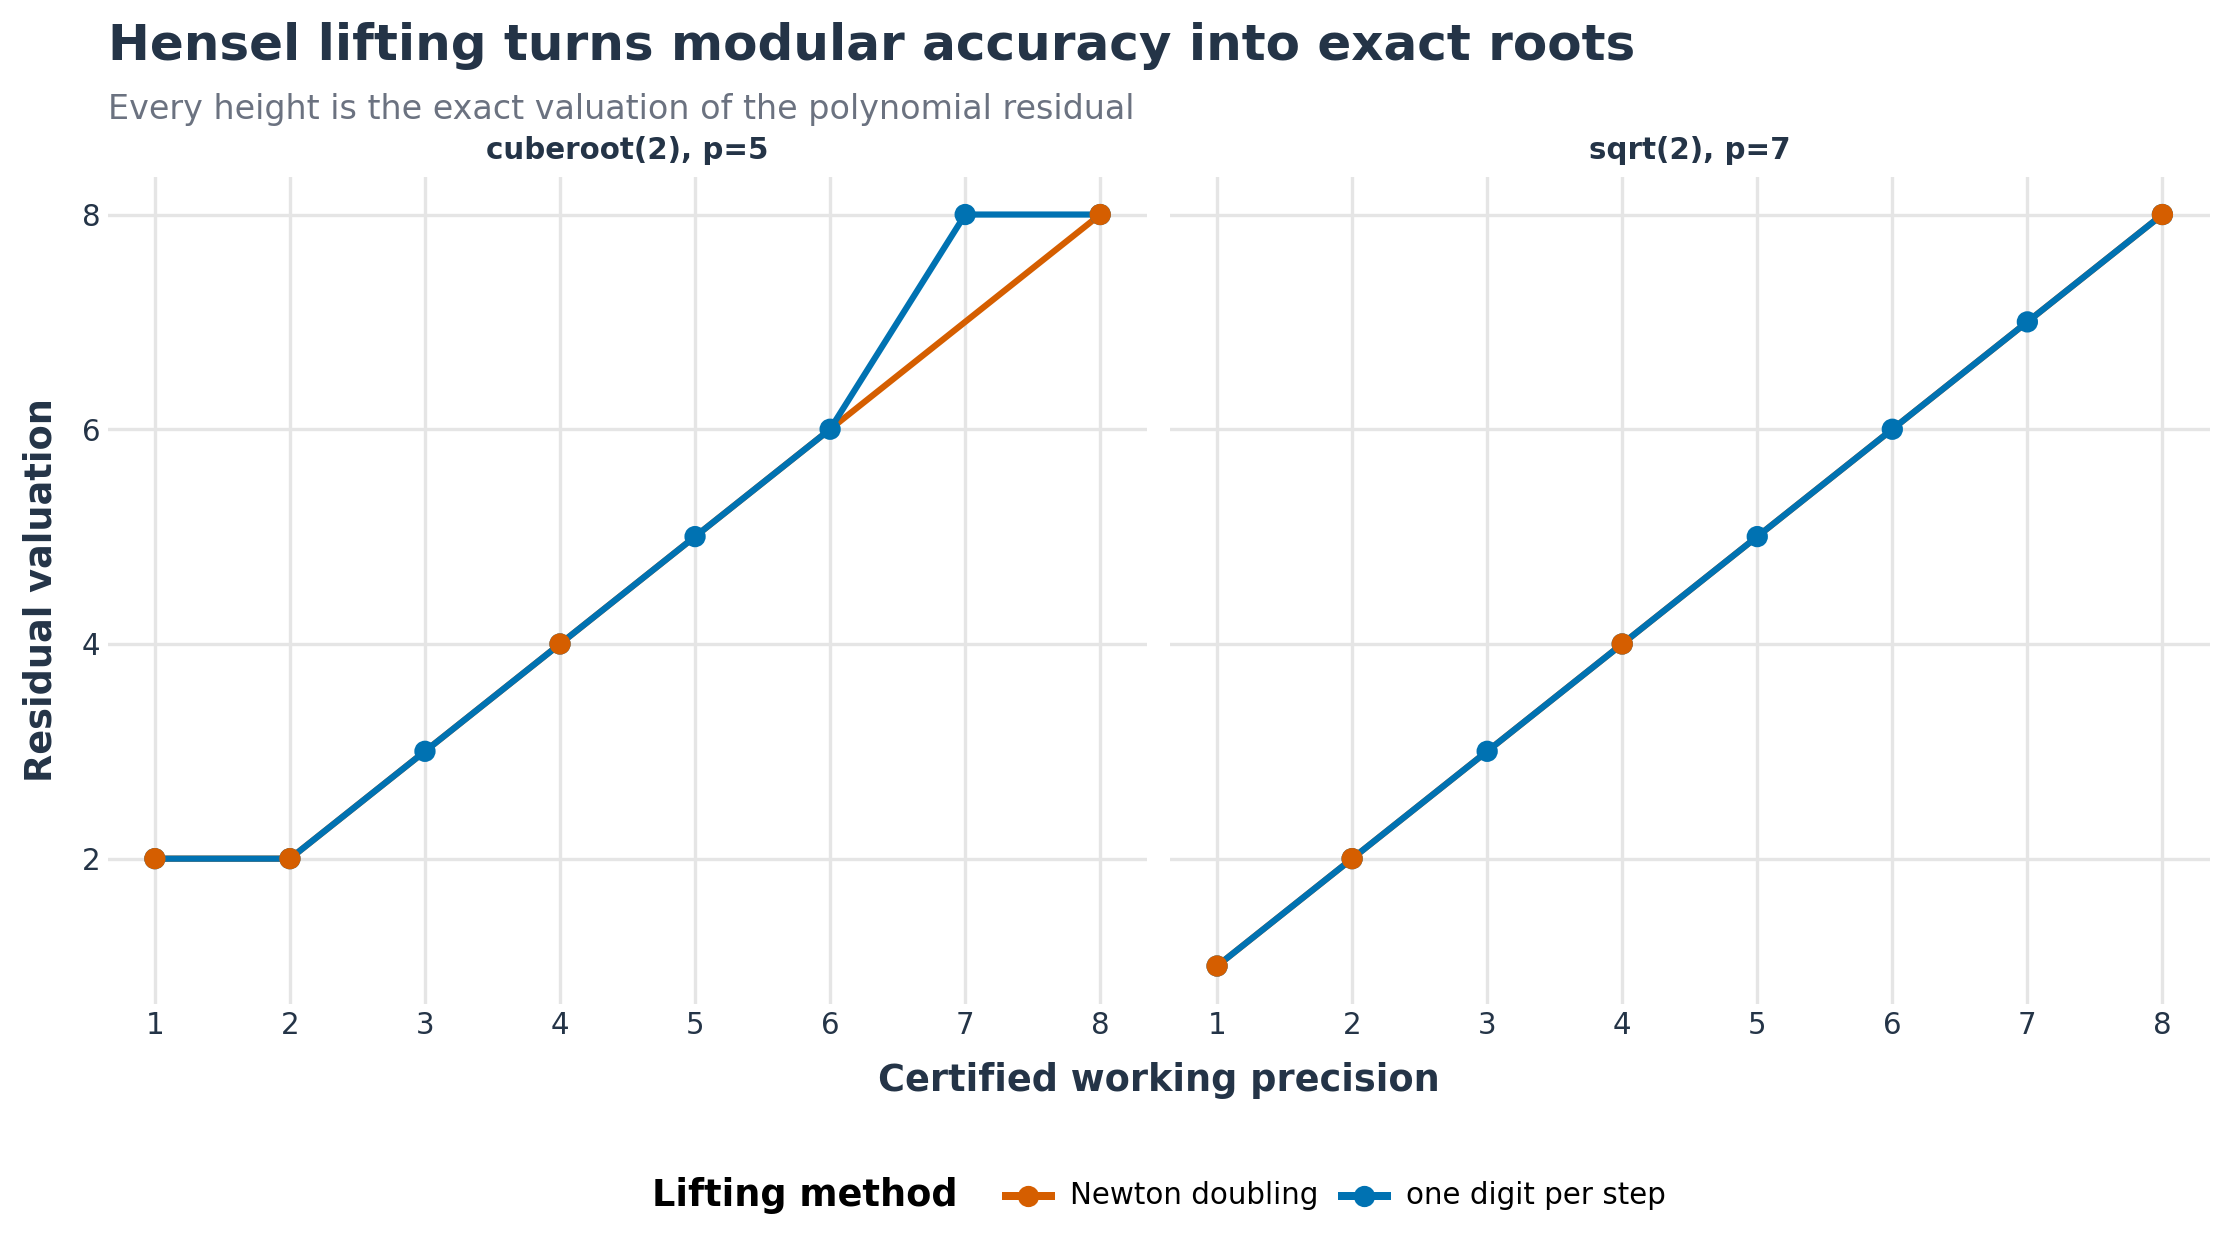 Hensel lifting turns modular accuracy into exact roots
Every height is the exact valuation of the polynomial residual
cuberoot(2), p=5
sqrt(2), p=7
Residual valuation
8
6
4
2
1 2 3 4 5 6 7 8
1 2 3 4 5 6 7 8
Certified working precision
Lifting method
Newton doubling
one digit per step